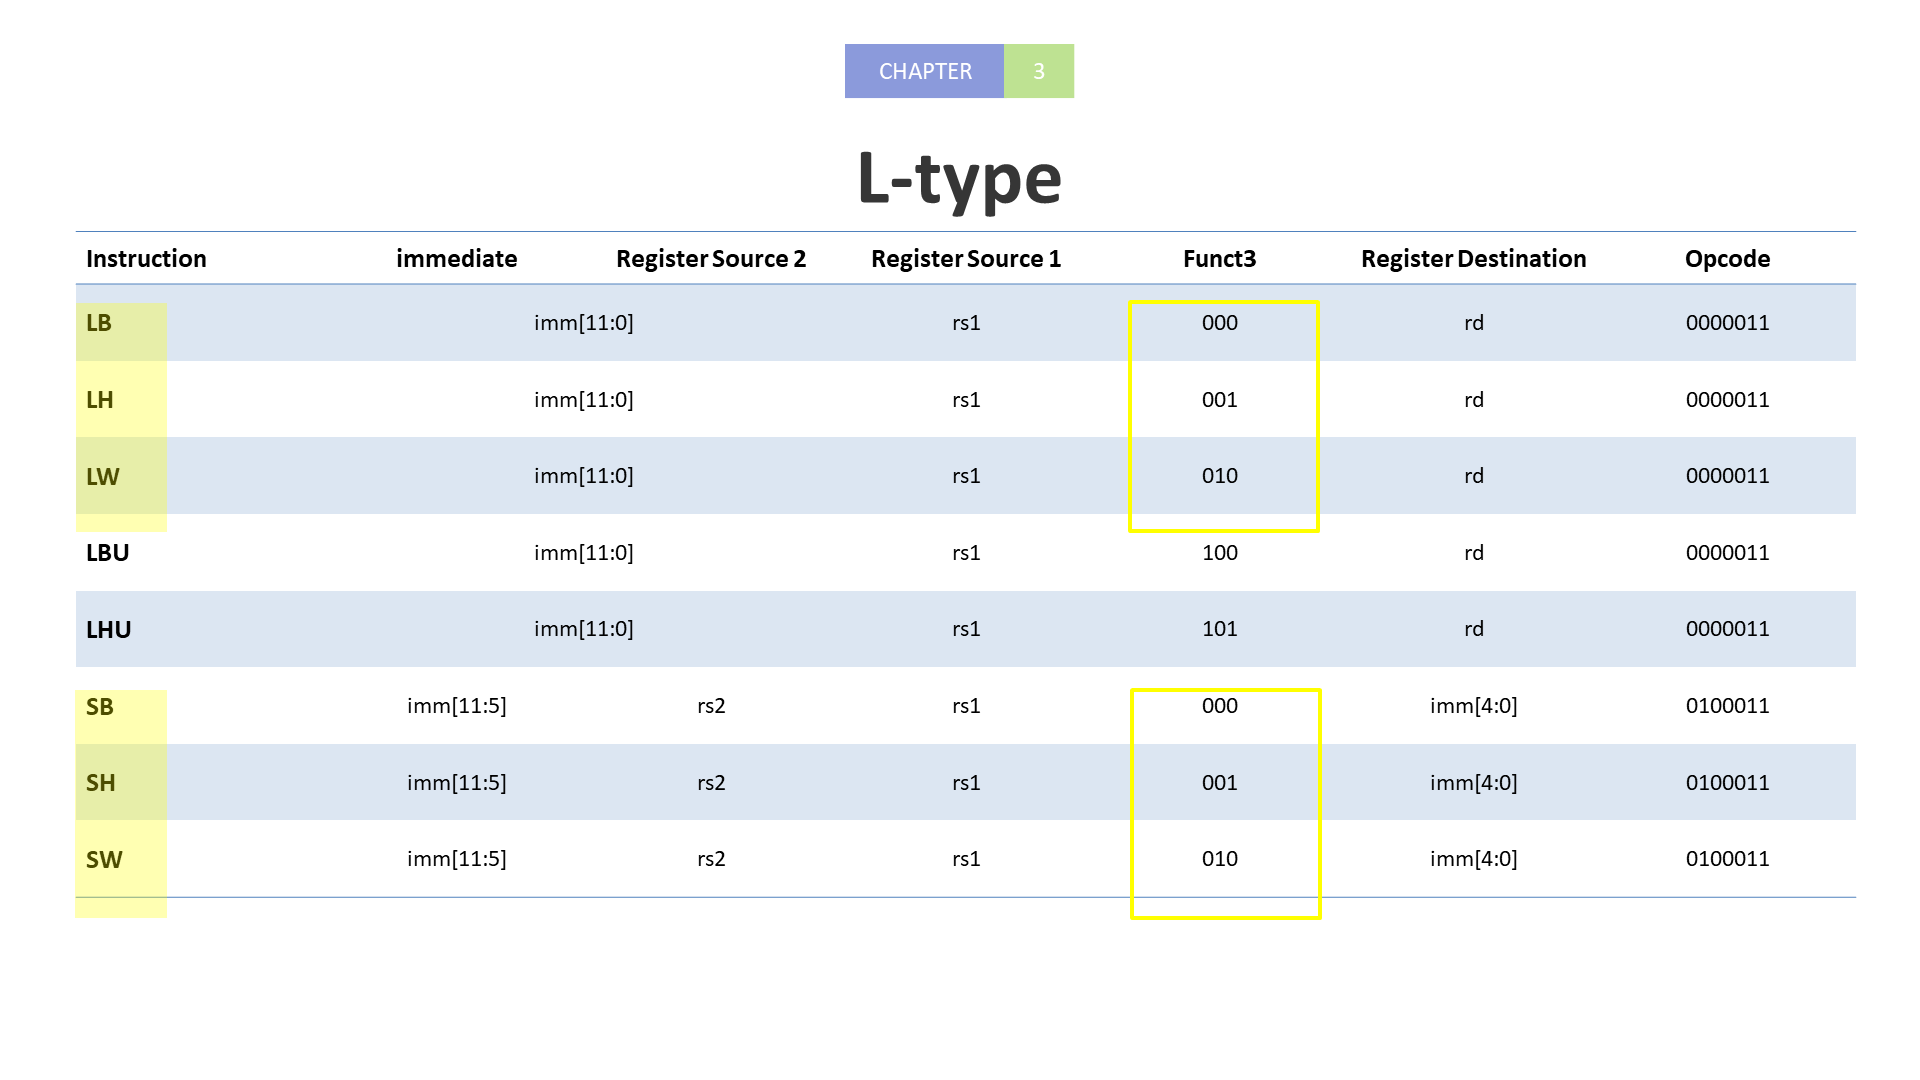 CHAPTER 3
L-type
Instruction immediate Register Source 2 Register Source 1 Funct3 Register Destination Opcode
LB imm[11:0] rs1 000 rd 0000011
LH imm[11:0] rs1 001 rd 0000011
LW imm[11:0] rs1 010 rd 0000011
LBU imm[11:0] rs1 100 rd 0000011
LHU imm[11:0] rs1 101 rd 0000011
SB imm[11:5] rs2 rs1 000 imm[4:0] 0100011
SH imm[11:5] rs2 rs1 001 imm[4:0] 0100011
SW imm[11:5] rs2 rs1 010 imm[4:0] 0100011